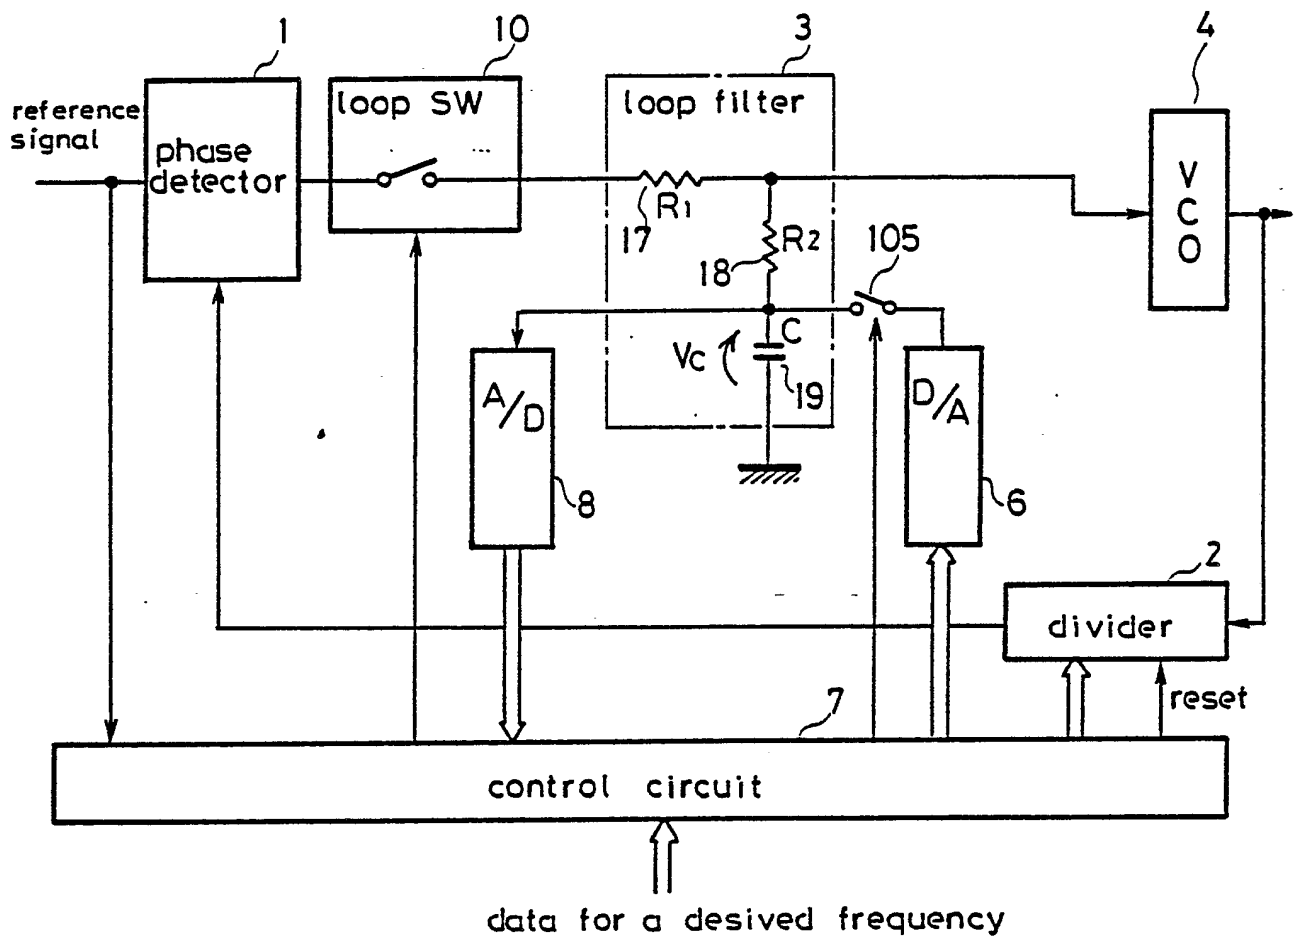 1
10
3
4
reference
signal
phase
detector
loop SW
loop filter
R1
17
R2
18
105
C
Vc
19
V
C
O
A/D
8
D/A
6
2
divider
reset
7
control circuit
data for a desived frequency